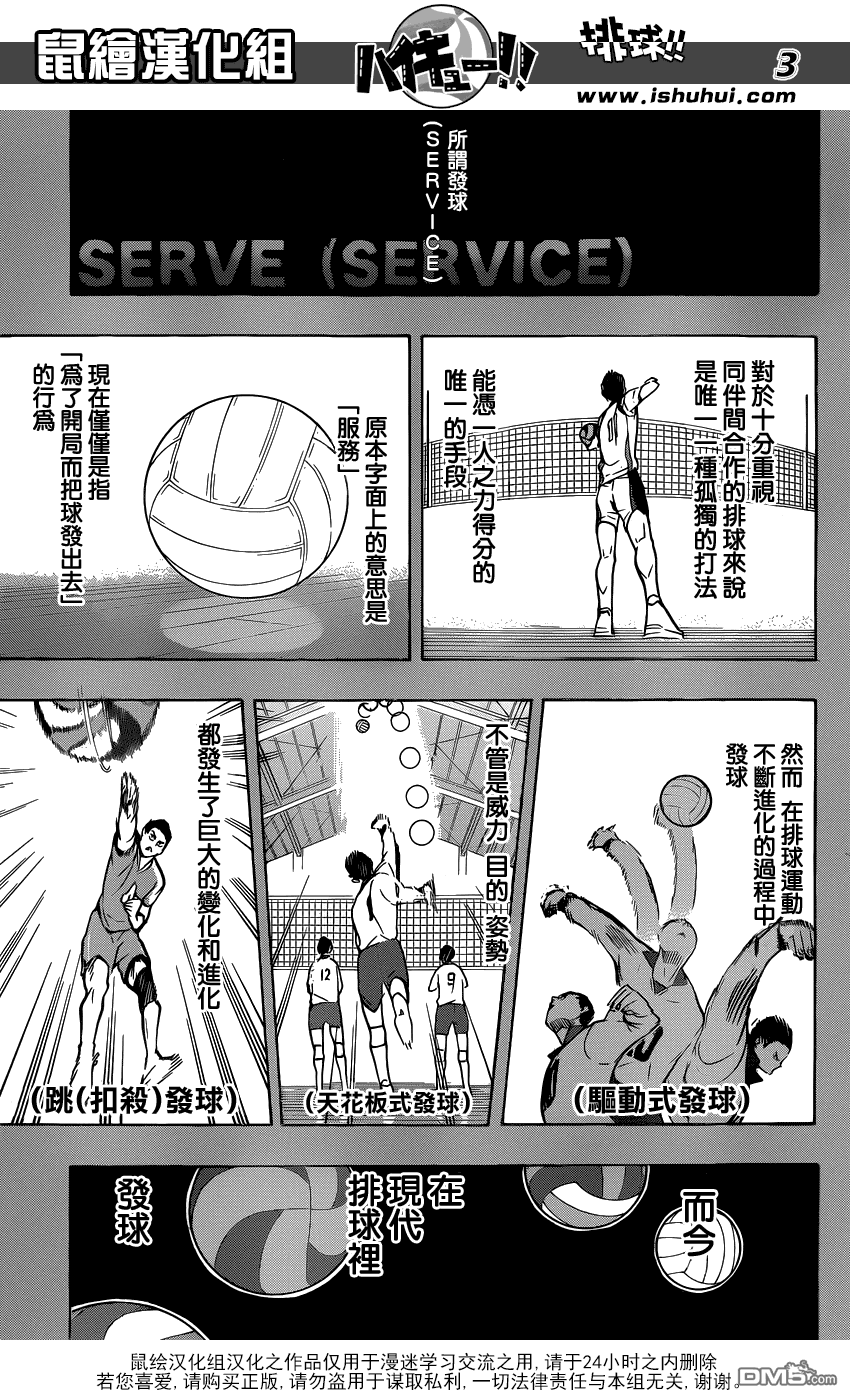 鼠繪漢化組
ハイキュー!!
排球!!
3
www.ishuhui.com
所謂發球
(SERVICE)
SERVE (SERVICE)
對於十分重視
同伴間合作的排球來說
是唯一一種孤獨的打法
能憑一人之力得分的
唯一的手段
原本字面上的意思是
「服務」
現在僅僅是指
「爲了開局而把球發出去」
的行爲
然而 在排球運動
不斷進化的過程中
發球
(驅動式發球)
不管是威力 目的 姿勢
12
9
(天花板式發球)
都發生了巨大的變化和進化
(跳(扣殺)發球)
而今
在
現代
排球裡
發球
鼠绘汉化组汉化之作品仅用于漫迷学习交流之用, 请于24小时之内删除
若您喜爱, 请购买正版, 请勿盗用于谋取私利, 一切法律责任与本组无关, 谢谢。
DM5.com